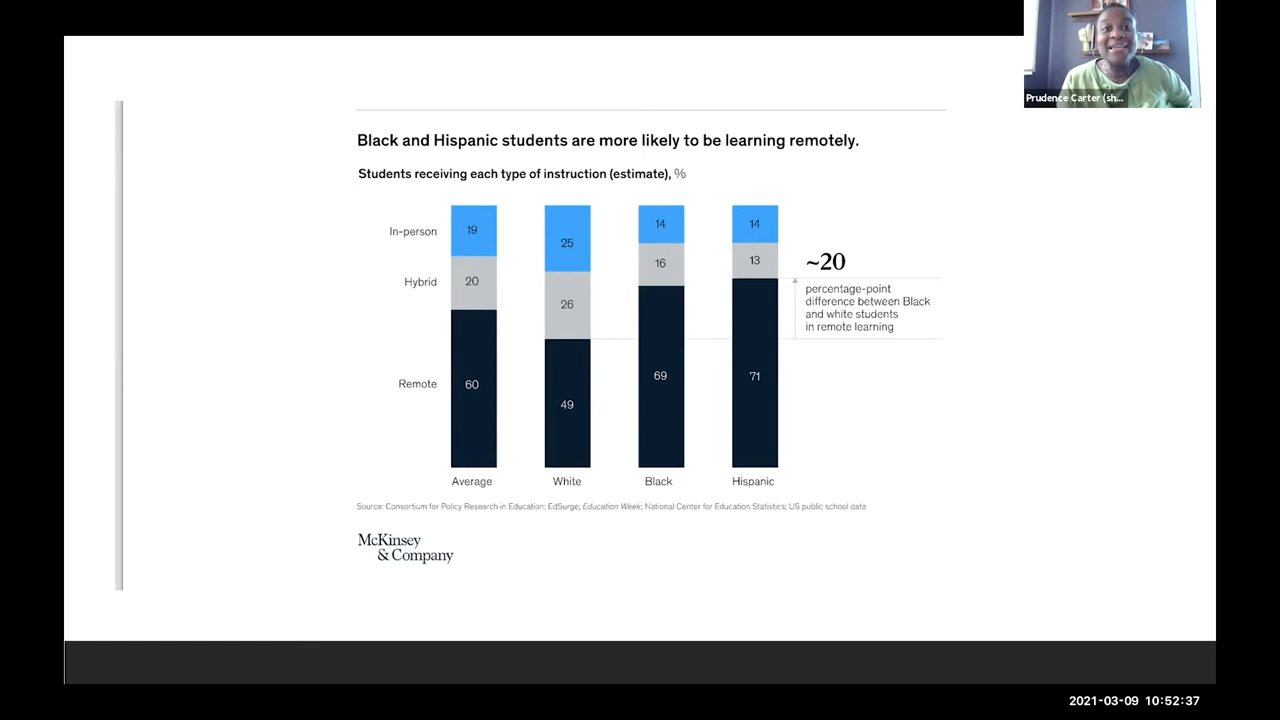 Prudence Carter (sh...
Black and Hispanic students are more likely to be learning remotely.
Students receiving each type of instruction (estimate), %
In-person 19 25 14 14
Hybrid 20 26 16 13
Remote 60 49 69 71
~20
percentage-point
difference between Black
and white students
in remote learning
Average White Black Hispanic
Source: Consortium for Policy Research in Education; EdSurge; Education Week; National Center for Education Statistics; US public school data
McKinsey
& Company
2021-03-09 10:52:37